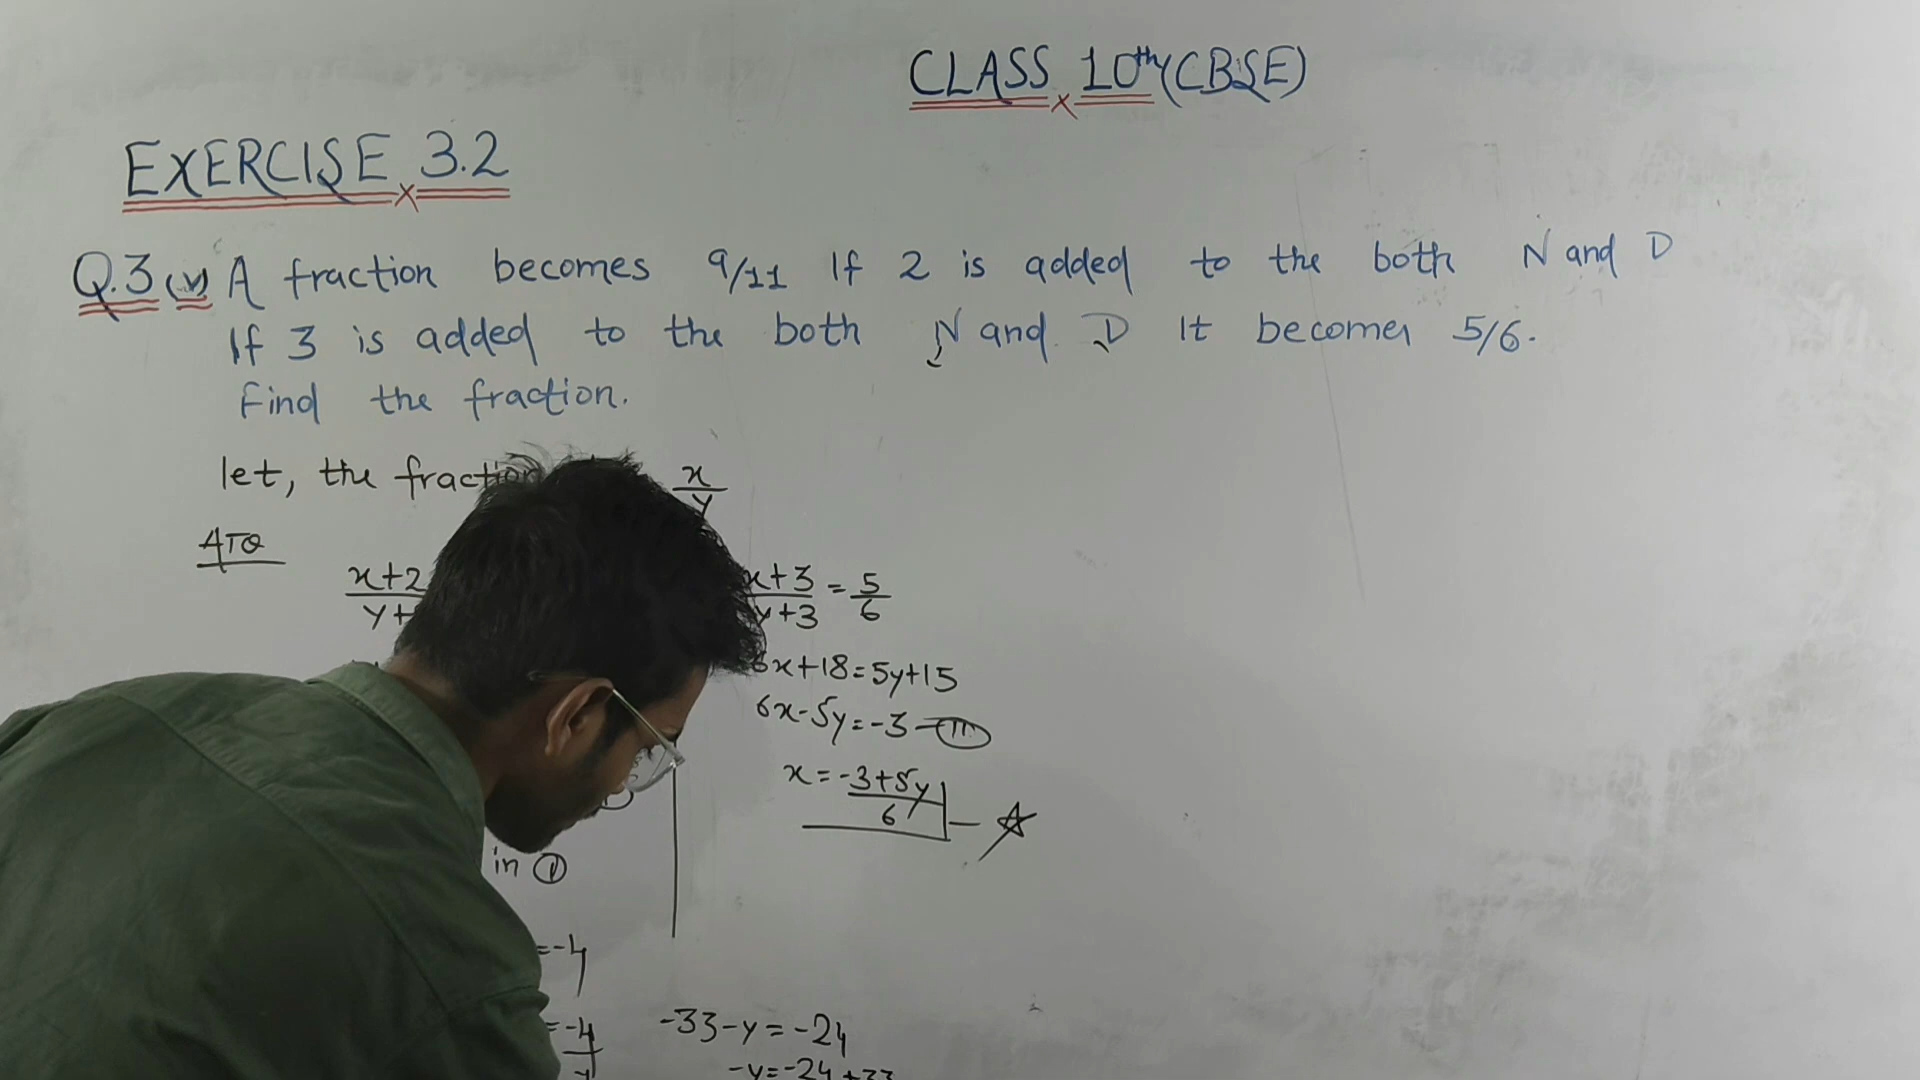 CLASS 10th (CBSE)
EXERCISE 3.2
Q.3 (v) A fraction becomes 9/11 If 2 is added to the both N and D
If 3 is added to the both N and D It becomes 5/6.
Find the fraction.
let, the fraction x/y
ATQ
x+2
y+
x+3/y+3 = 5/6
6x+18=5y+15
6x-5y=-3 - (II)
x = -3+5y/6 - ☆
in (I)
=-4
=-4
-33-y=-24
-y=-24+33